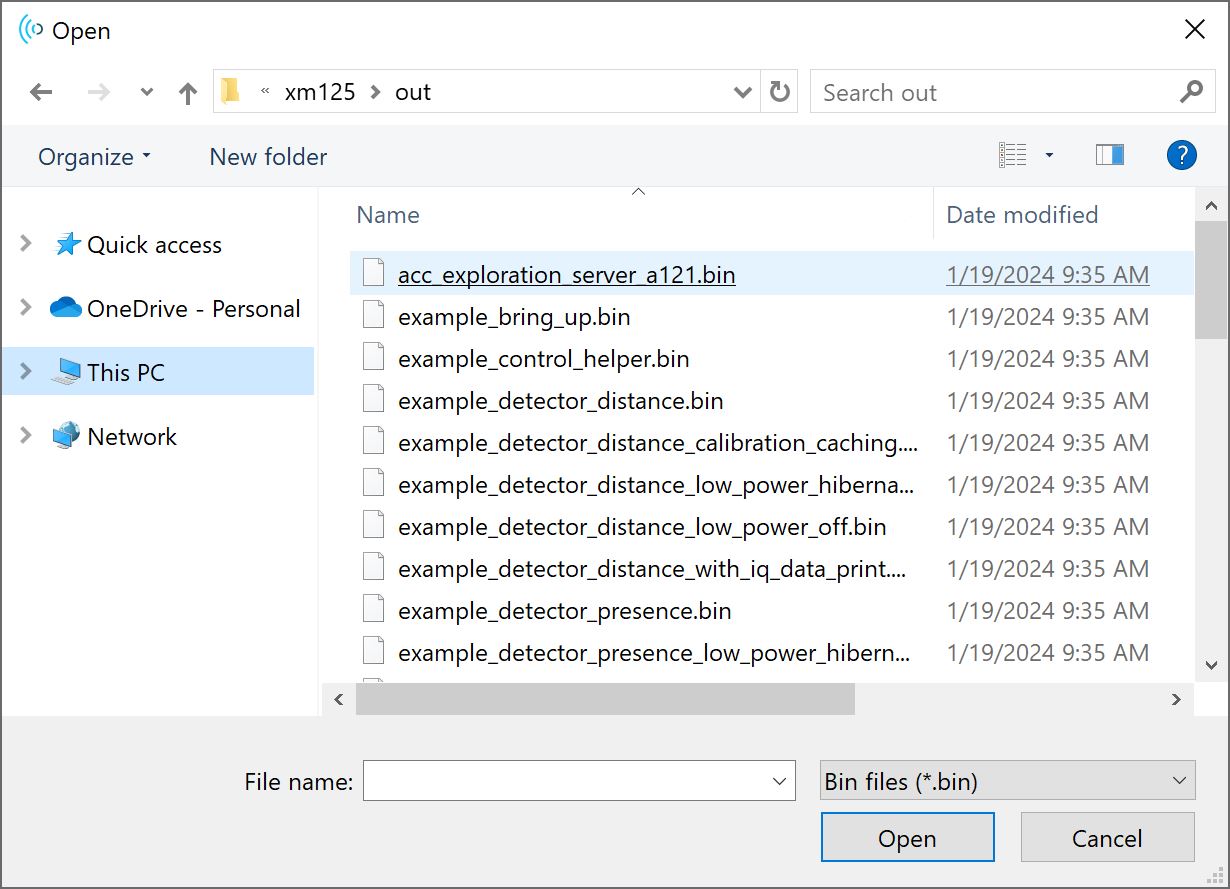 Open
« xm125 > out
Search out
Organize
New folder
?
Name
Date modified
Quick access
OneDrive - Personal
This PC
Network
acc_exploration_server_a121.bin 1/19/2024 9:35 AM
example_bring_up.bin 1/19/2024 9:35 AM
example_control_helper.bin 1/19/2024 9:35 AM
example_detector_distance.bin 1/19/2024 9:35 AM
example_detector_distance_calibration_caching.... 1/19/2024 9:35 AM
example_detector_distance_low_power_hiberna... 1/19/2024 9:35 AM
example_detector_distance_low_power_off.bin 1/19/2024 9:35 AM
example_detector_distance_with_iq_data_print.... 1/19/2024 9:35 AM
example_detector_presence.bin 1/19/2024 9:35 AM
example_detector_presence_low_power_hibern... 1/19/2024 9:35 AM
File name:
Bin files (*.bin)
Open
Cancel